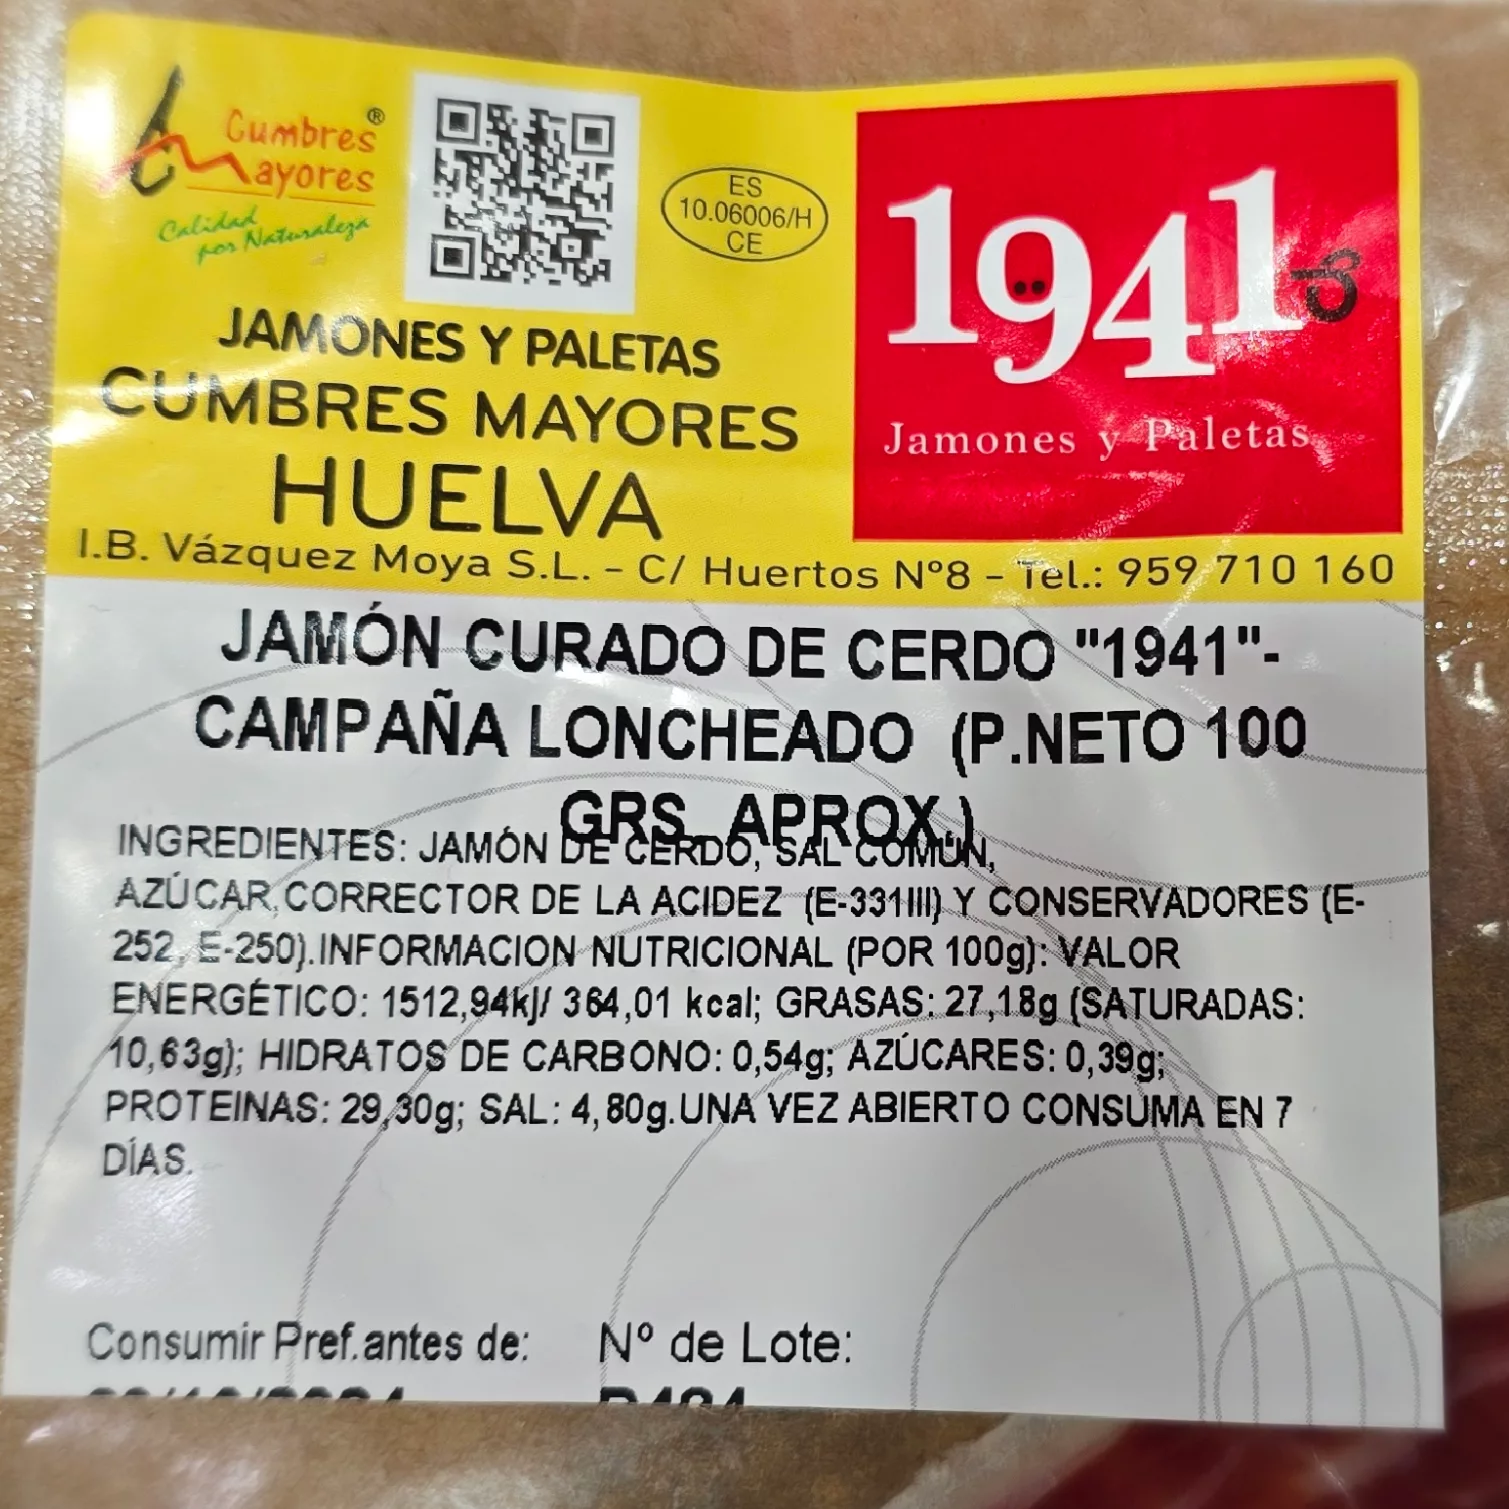 Cumbres®
Mayores
Calidad
por Naturaleza
ES
10.06006/H
CE
1941
Jamones y Paletas
JAMONES Y PALETAS
CUMBRES MAYORES
HUELVA
I.B. Vázquez Moya S.L. - C/ Huertos Nº8 - Tel.: 959 710 160
JAMÓN CURADO DE CERDO "1941"-
CAMPAÑA LONCHEADO (P.NETO 100
GRS. APROX.)
INGREDIENTES: JAMÓN DE CERDO, SAL COMÚN,
AZÚCAR,CORRECTOR DE LA ACIDEZ (E-331III) Y CONSERVADORES (E-
252, E-250).INFORMACION NUTRICIONAL (POR 100g): VALOR
ENERGÉTICO: 1512,94kj/ 364,01 kcal; GRASAS: 27,18g (SATURADAS:
10,63g); HIDRATOS DE CARBONO: 0,54g; AZÚCARES: 0,39g;
PROTEINAS: 29,30g; SAL: 4,80g.UNA VEZ ABIERTO CONSUMA EN 7
DÍAS.
Consumir Pref.antes de: Nº de Lote: